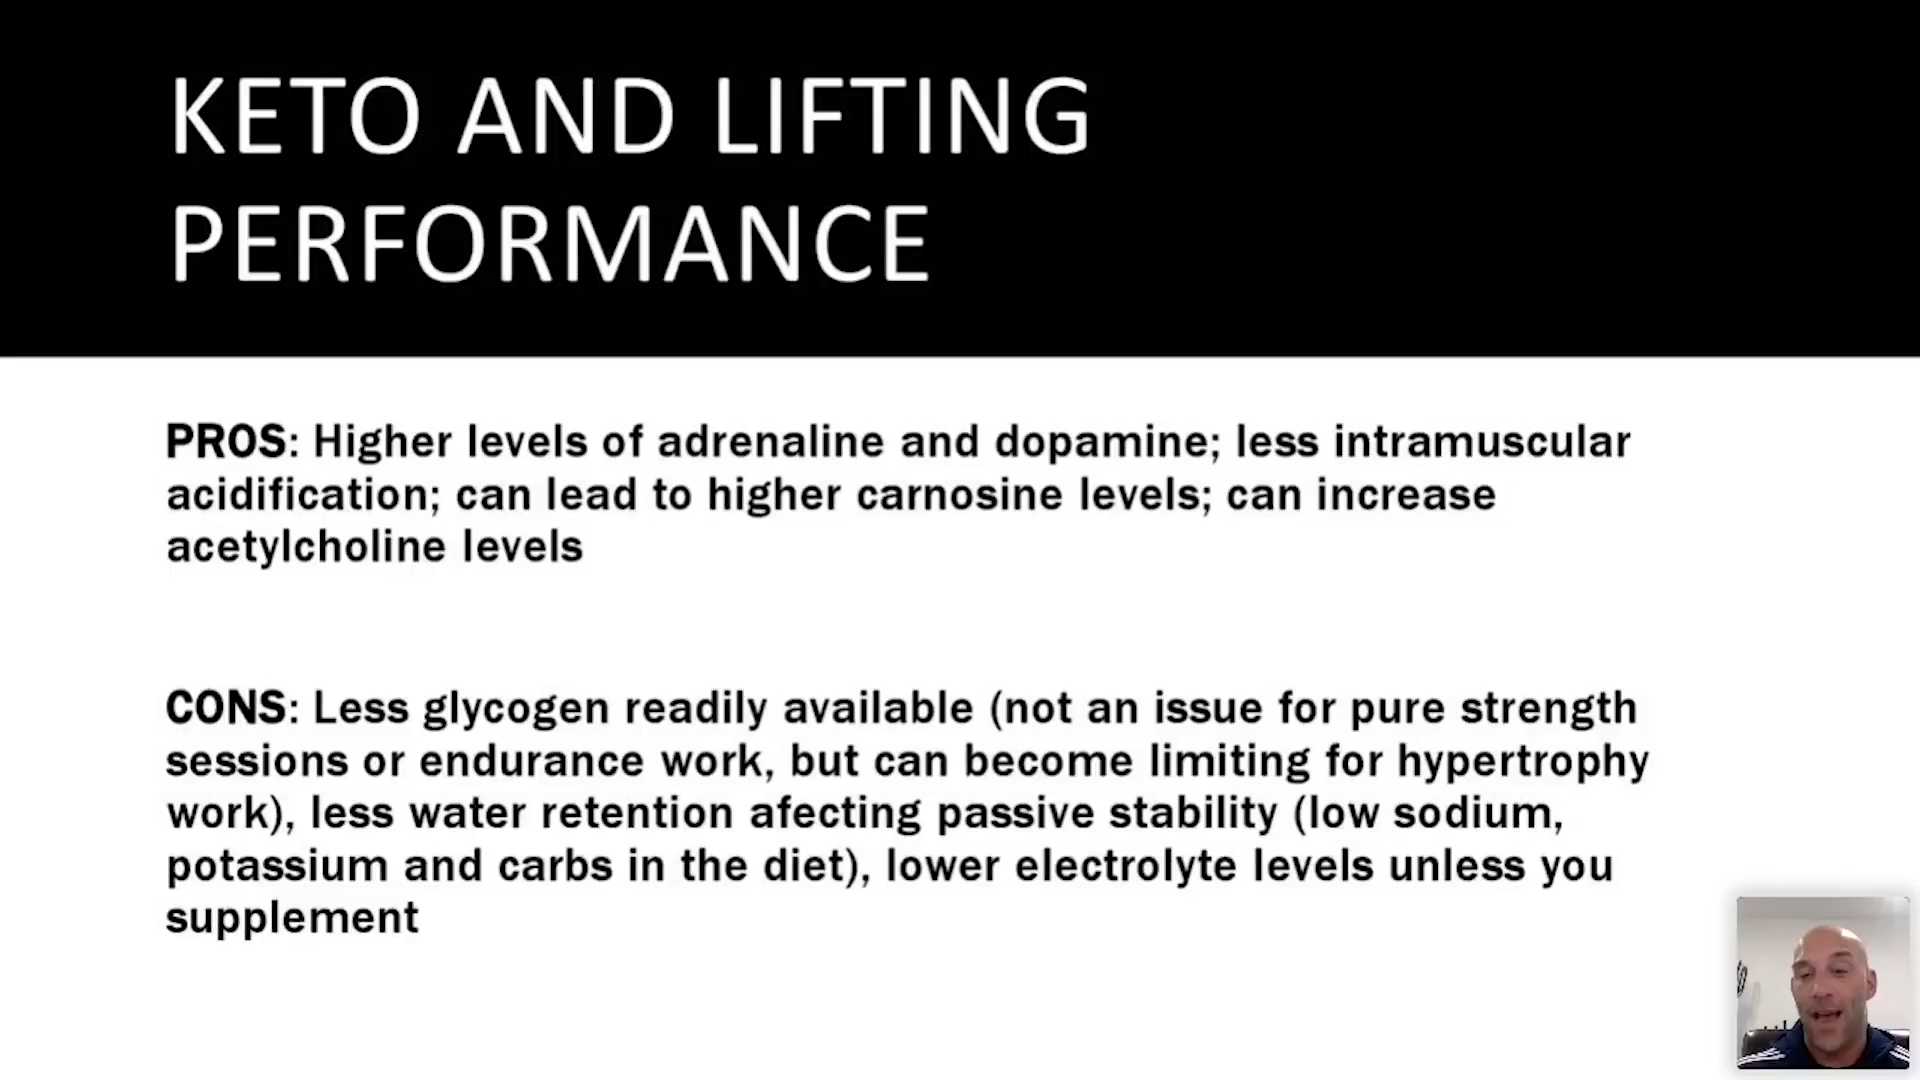 KETO AND LIFTING
PERFORMANCE
PROS: Higher levels of adrenaline and dopamine; less intramuscular
acidification; can lead to higher carnosine levels; can increase
acetylcholine levels
CONS: Less glycogen readily available (not an issue for pure strength
sessions or endurance work, but can become limiting for hypertrophy
work), less water retention afecting passive stability (low sodium,
potassium and carbs in the diet), lower electrolyte levels unless you
supplement